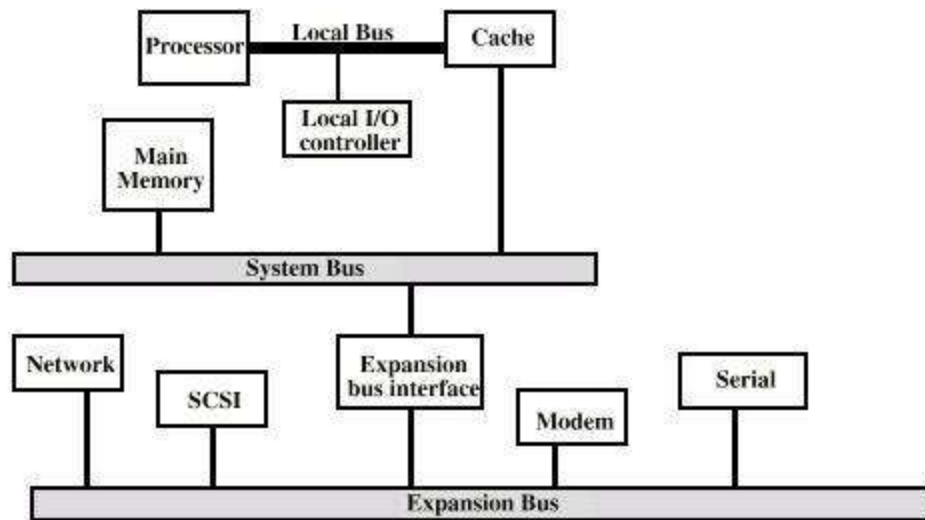 Processor
Local Bus
Cache
Local I/O
controller
Main
Memory
System Bus
Network
SCSI
Expansion
bus interface
Modem
Serial
Expansion Bus